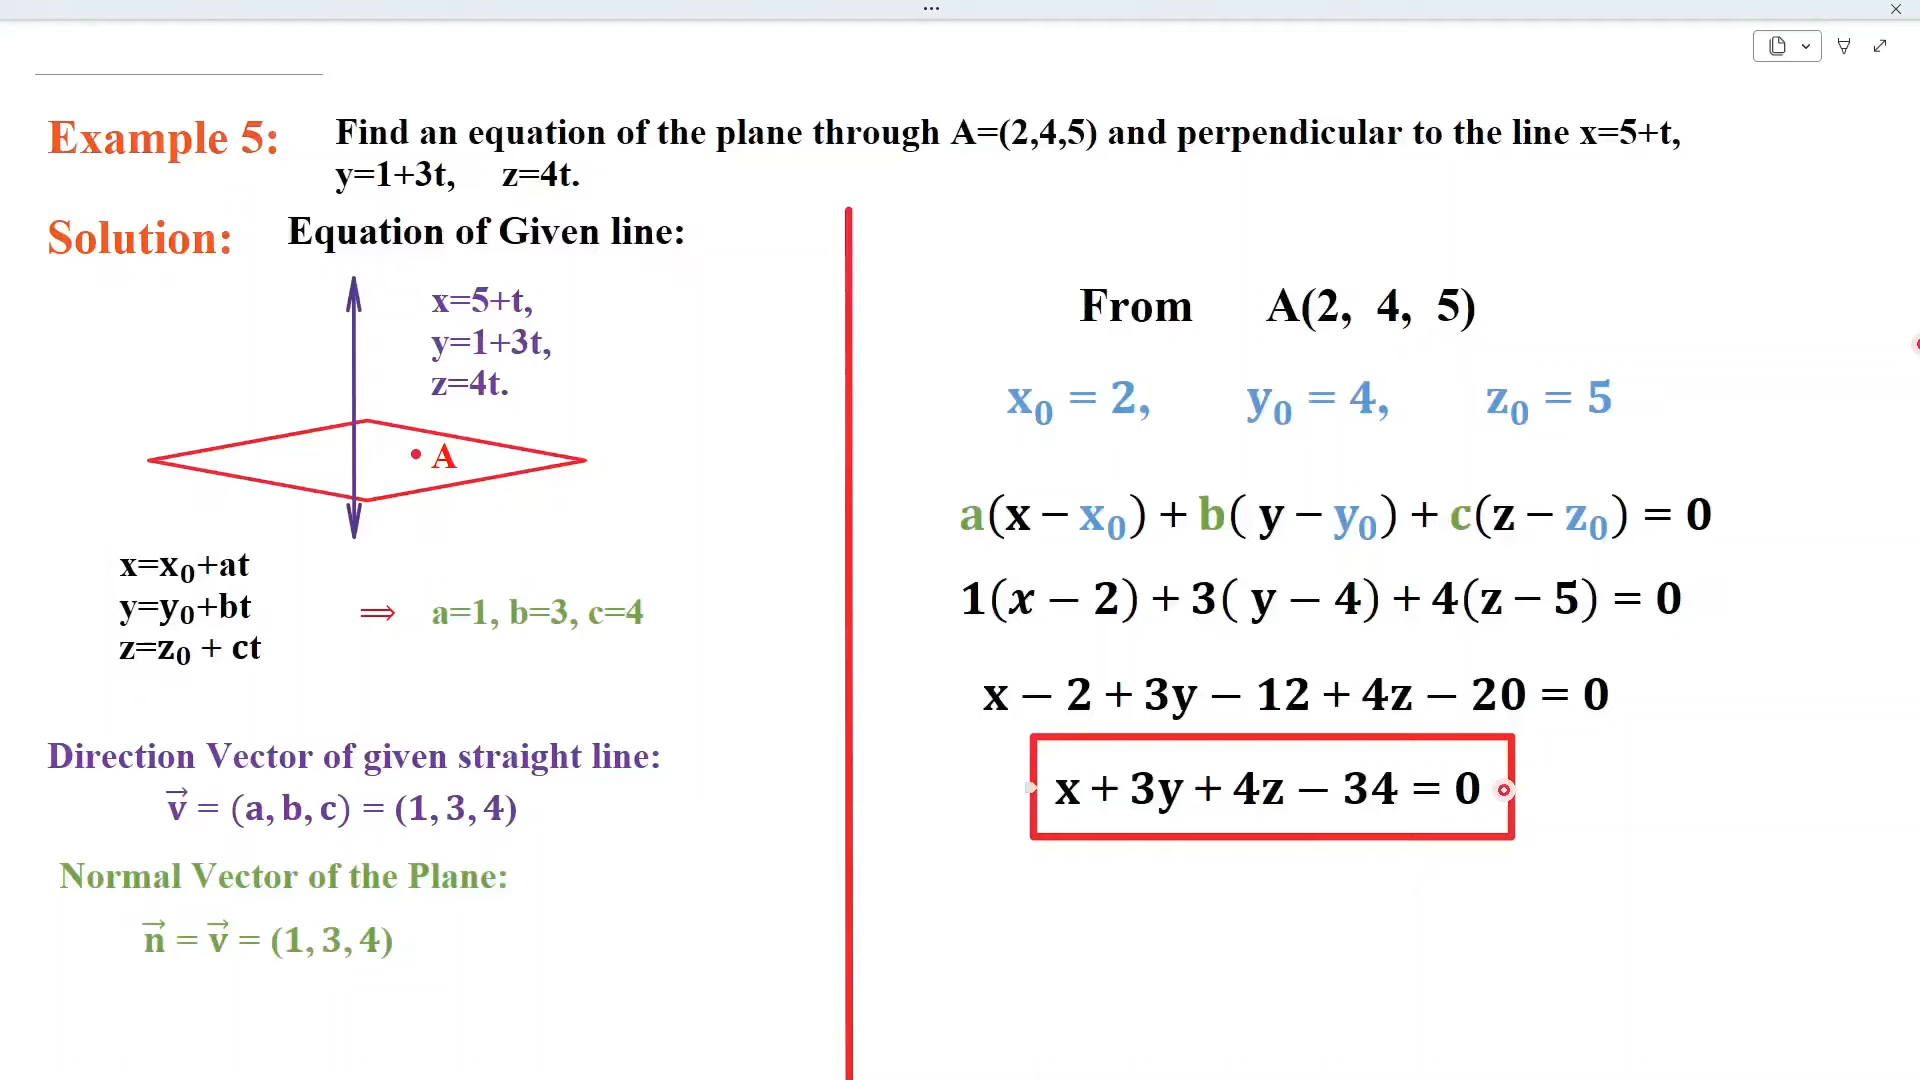 Example 5: Find an equation of the plane through A=(2,4,5) and perpendicular to the line x=5+t,
y=1+3t, z=4t.
Solution: Equation of Given line:
x=5+t,
y=1+3t,
z=4t.
A
x=x₀+at
y=y₀+bt
z=z₀ + ct
⟹ a=1, b=3, c=4
Direction Vector of given straight line:
v⃗ = (a, b, c) = (1, 3, 4)
Normal Vector of the Plane:
n⃗ = v⃗ = (1, 3, 4)
From A(2, 4, 5)
x₀ = 2, y₀ = 4, z₀ = 5
a(x − x₀) + b( y − y₀) + c(z − z₀) = 0
1(x − 2) + 3( y − 4) + 4(z − 5) = 0
x − 2 + 3y − 12 + 4z − 20 = 0
x + 3y + 4z − 34 = 0